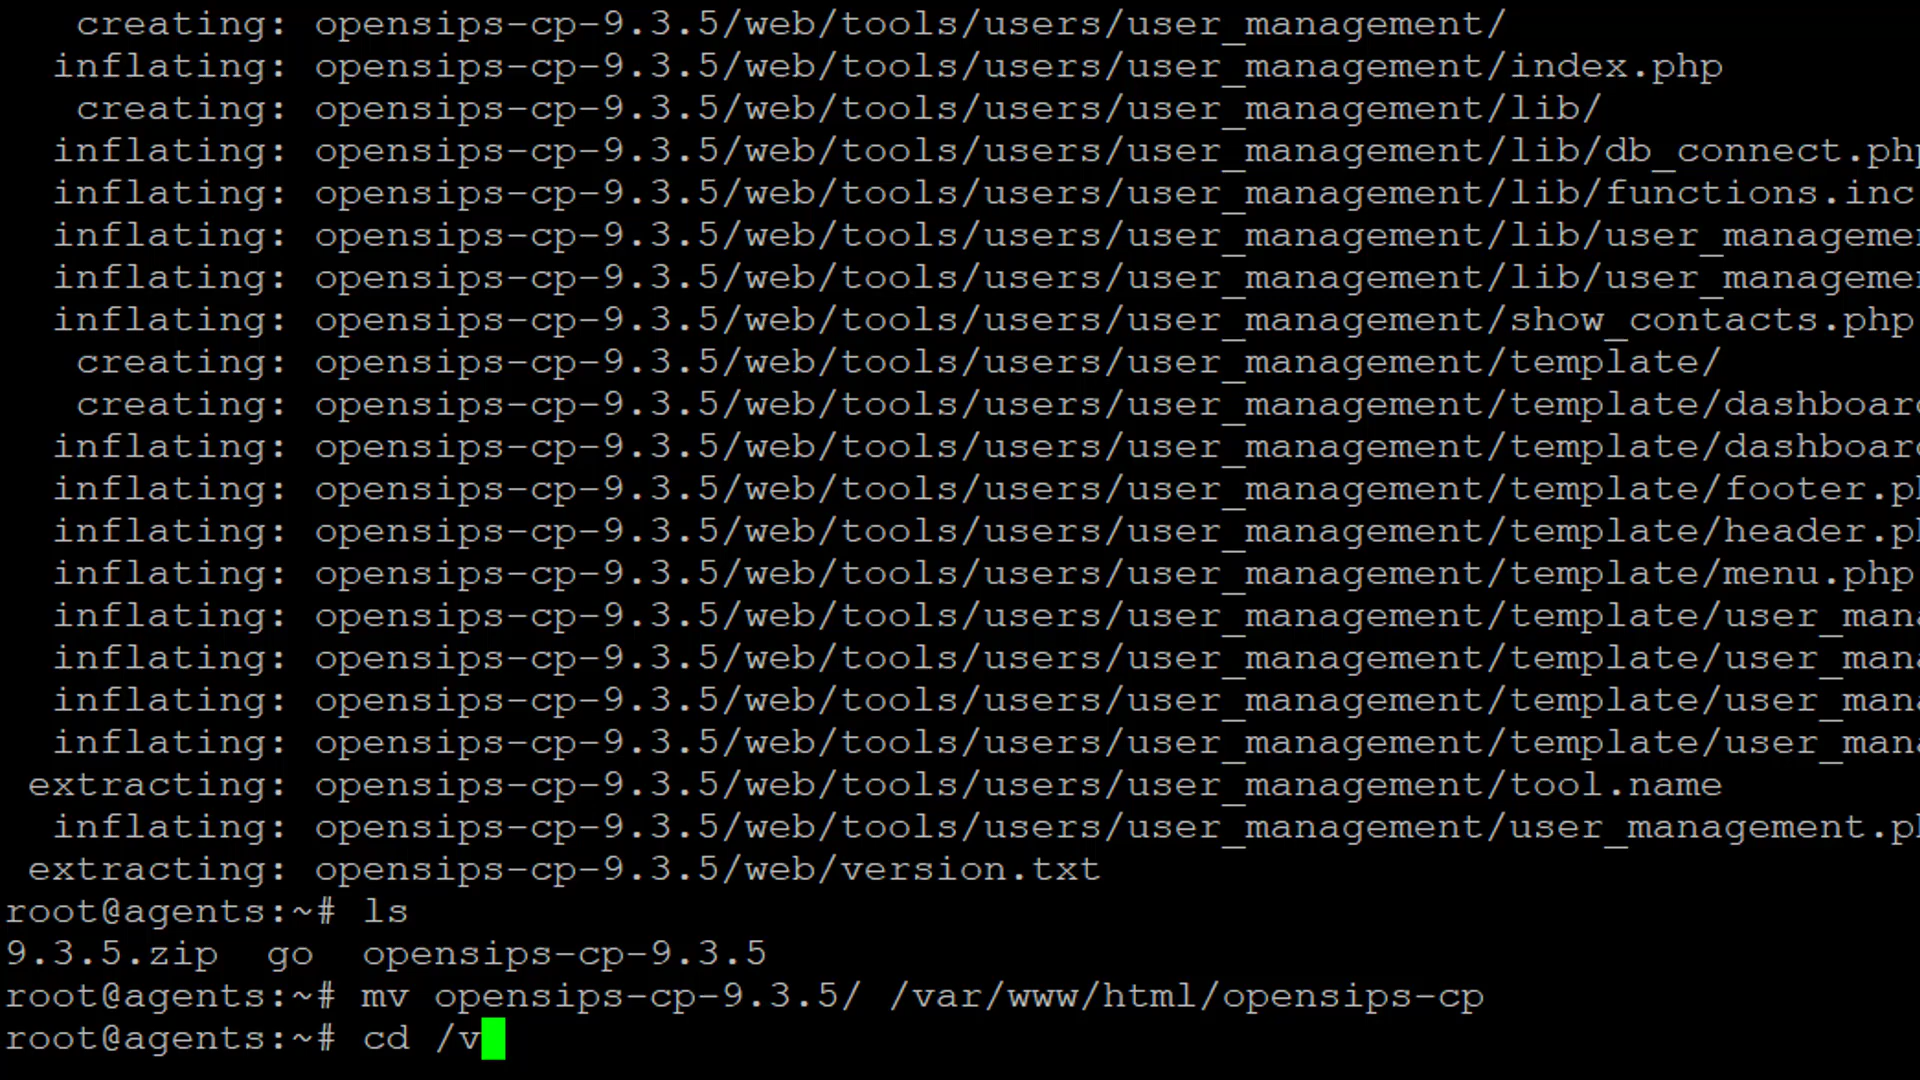 creating: opensips-cp-9.3.5/web/tools/users/user_management/
inflating: opensips-cp-9.3.5/web/tools/users/user_management/index.php
creating: opensips-cp-9.3.5/web/tools/users/user_management/lib/
inflating: opensips-cp-9.3.5/web/tools/users/user_management/lib/db_connect.php
inflating: opensips-cp-9.3.5/web/tools/users/user_management/lib/functions.inc
inflating: opensips-cp-9.3.5/web/tools/users/user_management/lib/user_managemen
inflating: opensips-cp-9.3.5/web/tools/users/user_management/lib/user_managemen
inflating: opensips-cp-9.3.5/web/tools/users/user_management/show_contacts.php
creating: opensips-cp-9.3.5/web/tools/users/user_management/template/
creating: opensips-cp-9.3.5/web/tools/users/user_management/template/dashboard
inflating: opensips-cp-9.3.5/web/tools/users/user_management/template/dashboard
inflating: opensips-cp-9.3.5/web/tools/users/user_management/template/footer.ph
inflating: opensips-cp-9.3.5/web/tools/users/user_management/template/header.ph
inflating: opensips-cp-9.3.5/web/tools/users/user_management/template/menu.php
inflating: opensips-cp-9.3.5/web/tools/users/user_management/template/user_mana
inflating: opensips-cp-9.3.5/web/tools/users/user_management/template/user_mana
inflating: opensips-cp-9.3.5/web/tools/users/user_management/template/user_mana
inflating: opensips-cp-9.3.5/web/tools/users/user_management/template/user_mana
extracting: opensips-cp-9.3.5/web/tools/users/user_management/tool.name
inflating: opensips-cp-9.3.5/web/tools/users/user_management/user_management.ph
extracting: opensips-cp-9.3.5/web/version.txt
root@agents:~# ls
9.3.5.zip  go  opensips-cp-9.3.5
root@agents:~# mv opensips-cp-9.3.5/ /var/www/html/opensips-cp
root@agents:~# cd /v